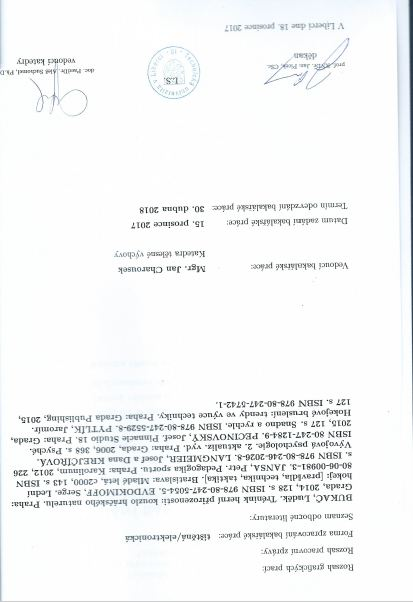 Rozsah grafických prací:
Rozsah pracovní zprávy:
Forma zpracování bakalářské práce: tištěná/elektronická
Seznam odborné literatury:
BUKAČ, Luděk. Trénink herní přirozenosti: kouzlo hráčského naturelu. Praha:
Grada, 2014, 128 s. ISBN 978-80-247-5054-5. EVDOKIMOFF, Serge. Lední
hokej: [pravidla, technika, taktika]. Bratislava: Mladé letá, c2000, 143 s. ISBN
80-06-00981-3. JANSA, Petr. Pedagogika sportu. Praha: Karolinum, 2012, 226
s. ISBN 978-80-246-2026-8. LANGMEIER, Josef a Dana KREJČÍŘOVÁ.
Vývojová psychologie. 2. aktualiz. vyd. Praha: Grada, 2006, 368 s. Psyché.
ISBN 80-247-1284-9. PECINOVSKÝ, Josef. Pinnacle Studio 18. Praha: Grada,
2015, 127 s. Snadno a rychle. ISBN 978-80-247-5529-8. PYTLÍK, Jaromír.
Hokejové bruslení: trendy ve výuce techniky. Praha: Grada Publishing, 2015,
127 s. ISBN 978-80-247-5742-1.
Vedoucí bakalářské práce: Mgr. Jan Charousek
Katedra tělesné výchovy
Datum zadání bakalářské práce: 15. prosince 2017
Termín odevzdání bakalářské práce: 30. dubna 2018
L.S.
prof. RNDr. Jan Picek, CSc.
děkan
doc. PaedDr. Aleš Suchomel, Ph.D.
vedoucí katedry
V Liberci dne 18. prosince 2017